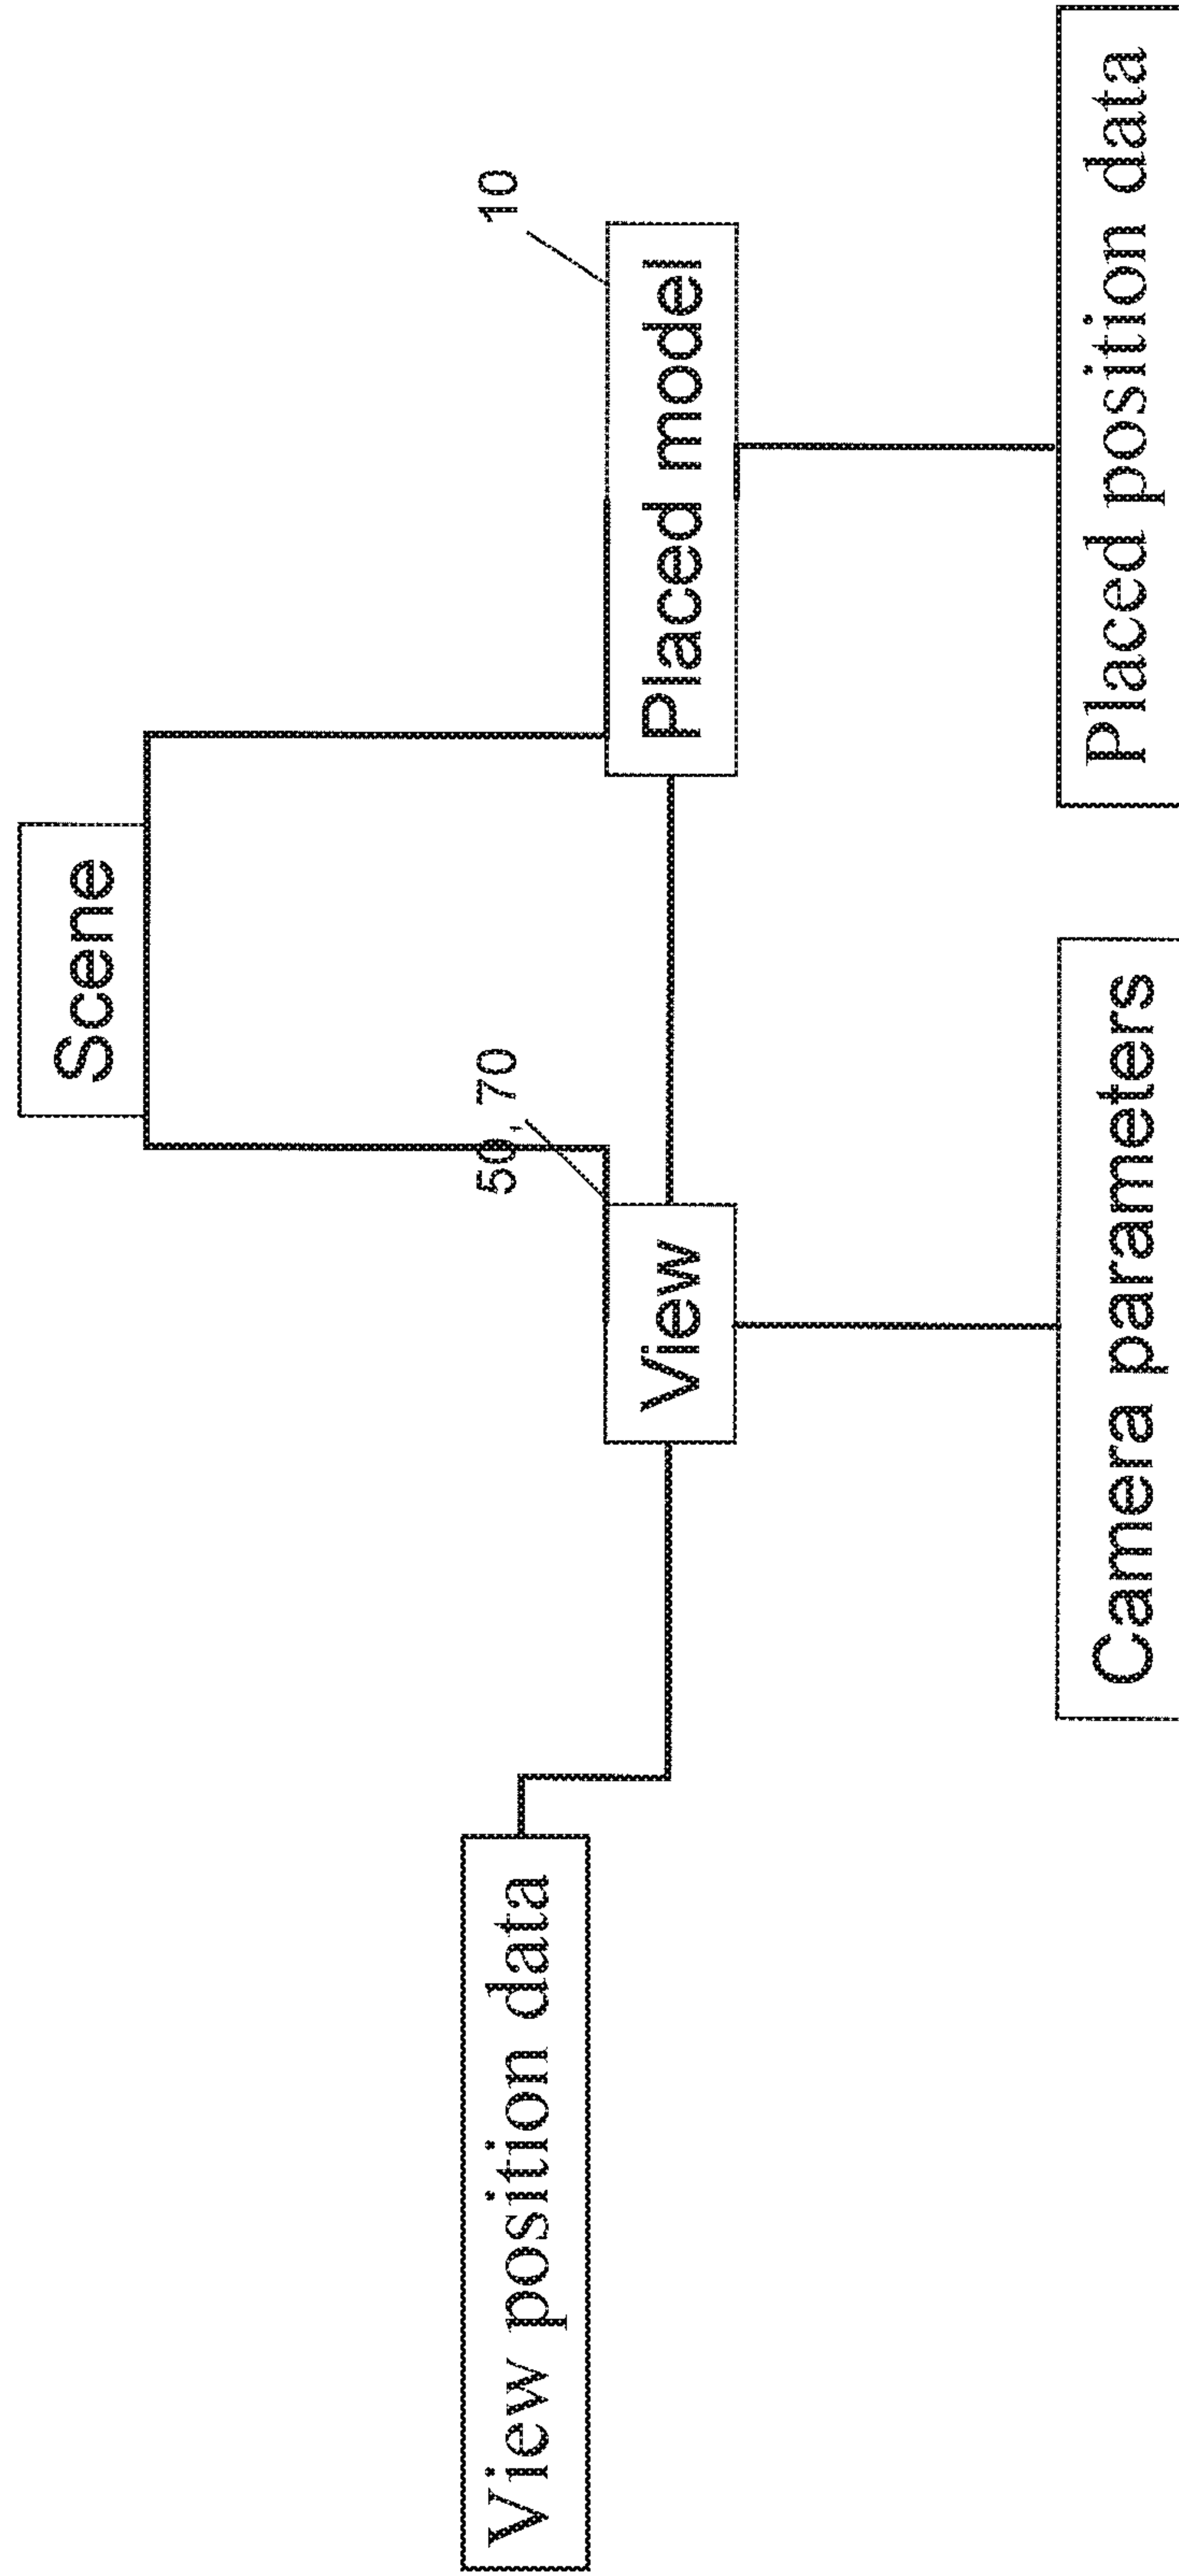 Scene
50, 70
10
View position data
View
Placed model
Camera parameters
Placed position data